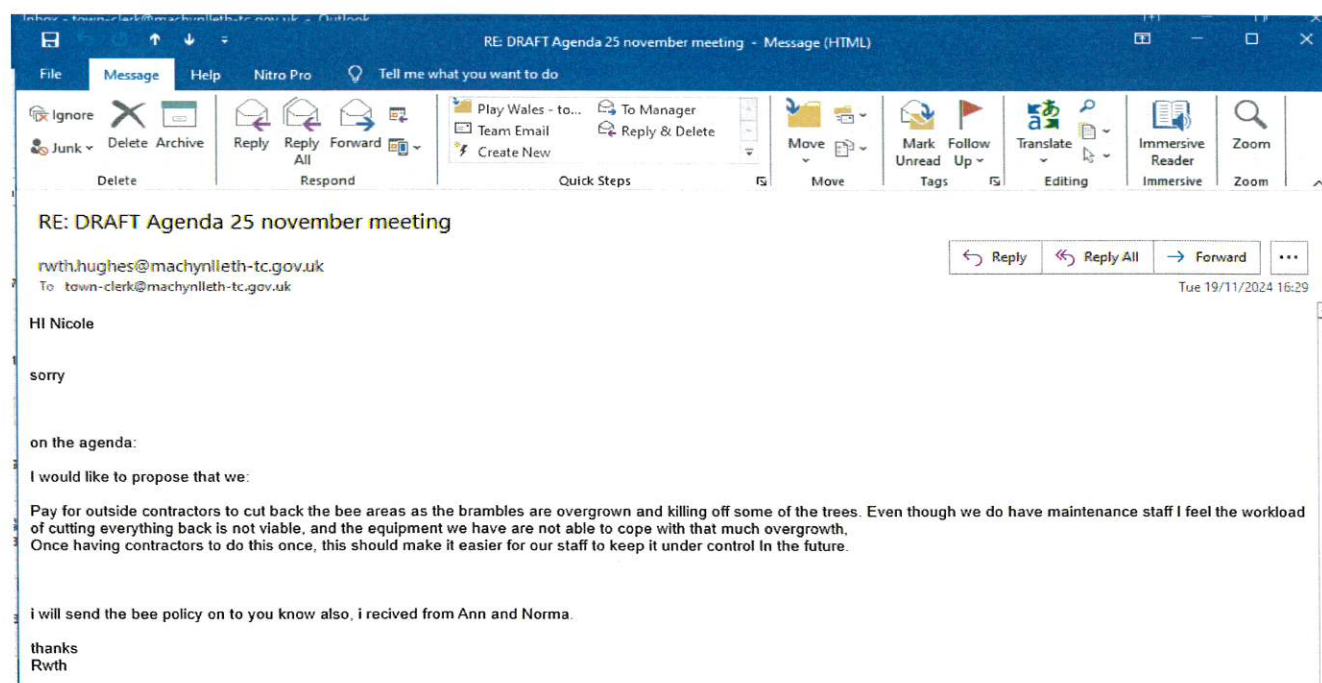 Inbox - town-clerk@machynlleth-tc.gov.uk - Outlook
RE: DRAFT Agenda 25 november meeting - Message (HTML)
File Message Help Nitro Pro Tell me what you want to do
Ignore
Junk
Delete
Archive
Delete
Reply
Reply All
Forward
Respond
Play Wales - to...
To Manager
Team Email
Reply & Delete
Create New
Quick Steps
Move
Move
Mark Unread
Follow Up
Tags
Translate
Editing
Immersive Reader
Immersive
Zoom
Zoom
RE: DRAFT Agenda 25 november meeting
rwth.hughes@machynlleth-tc.gov.uk
To town-clerk@machynlleth-tc.gov.uk
Reply Reply All Forward ...
Tue 19/11/2024 16:29
HI Nicole
sorry
on the agenda:
I would like to propose that we:
Pay for outside contractors to cut back the bee areas as the brambles are overgrown and killing off some of the trees. Even though we do have maintenance staff I feel the workload
of cutting everything back is not viable, and the equipment we have are not able to cope with that much overgrowth,
Once having contractors to do this once, this should make it easier for our staff to keep it under control In the future.
i will send the bee policy on to you know also, i recived from Ann and Norma.
thanks
Rwth